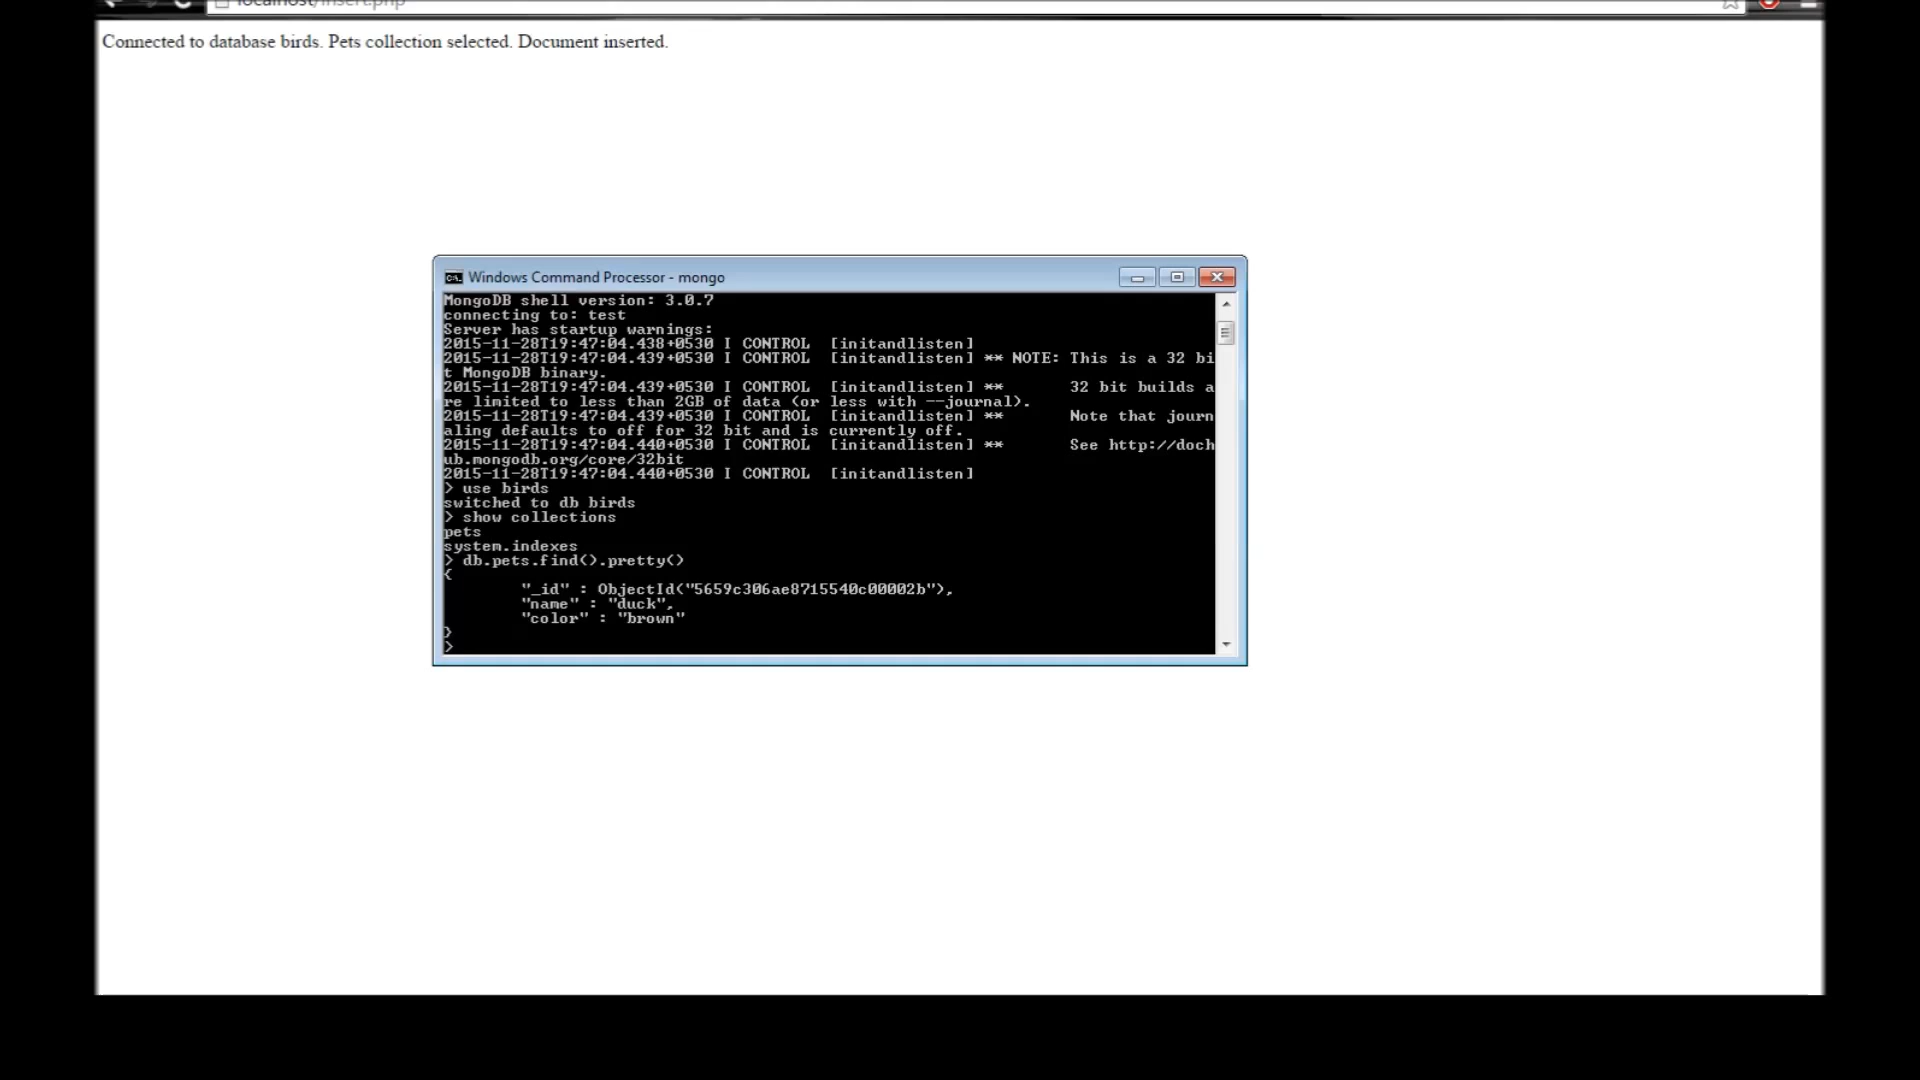 localhost/insert.php
Connected to database birds. Pets collection selected. Document inserted.
Windows Command Processor - mongo
MongoDB shell version: 3.0.7
connecting to: test
Server has startup warnings:
2015-11-28T19:47:04.438+0530 I CONTROL  [initandlisten]
2015-11-28T19:47:04.439+0530 I CONTROL  [initandlisten] ** NOTE: This is a 32 bi
t MongoDB binary.
2015-11-28T19:47:04.439+0530 I CONTROL  [initandlisten] **       32 bit builds a
re limited to less than 2GB of data (or less with --journal).
2015-11-28T19:47:04.439+0530 I CONTROL  [initandlisten] **       Note that journ
aling defaults to off for 32 bit and is currently off.
2015-11-28T19:47:04.440+0530 I CONTROL  [initandlisten] **       See http://doch
ub.mongodb.org/core/32bit
2015-11-28T19:47:04.440+0530 I CONTROL  [initandlisten]
> use birds
switched to db birds
> show collections
pets
system.indexes
> db.pets.find().pretty()
{
        "_id" : ObjectId("5659c306ae8715540c00002b"),
        "name" : "duck",
        "color" : "brown"
}
>